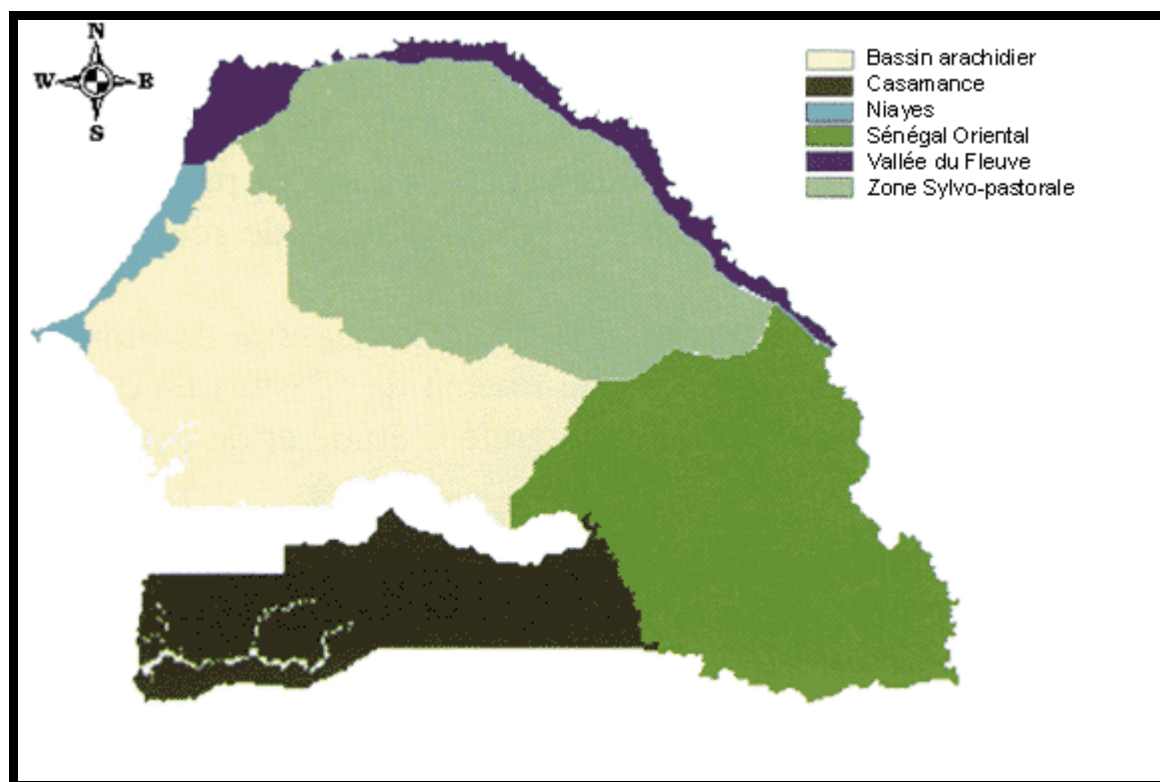 N
W E
S
Bassin arachidier
Casamance
Niayes
Sénégal Oriental
Vallée du Fleuve
Zone Sylvo-pastorale